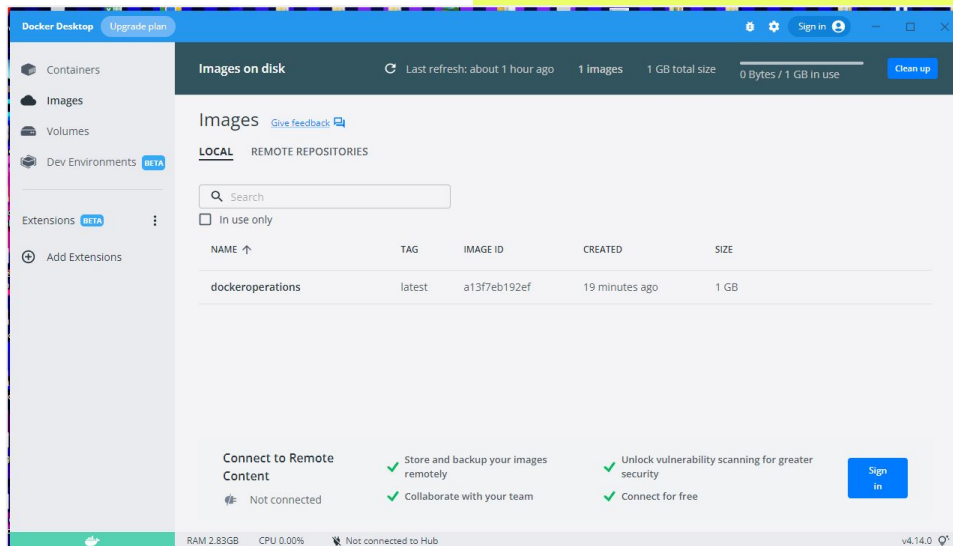 Docker Desktop Upgrade plan Sign in
Containers
Images
Volumes
Dev Environments BETA
Extensions BETA
Add Extensions
Images on disk Last refresh: about 1 hour ago 1 images 1 GB total size 0 Bytes / 1 GB in use Clean up
Images Give feedback
LOCAL REMOTE REPOSITORIES
Search
In use only
NAME TAG IMAGE ID CREATED SIZE
dockeroperations latest a13f7eb192ef 19 minutes ago 1 GB
Connect to Remote
Content
Not connected
Store and backup your images
remotely
Collaborate with your team
Unlock vulnerability scanning for greater
security
Connect for free
Sign
in
RAM 2.83GB CPU 0.00% Not connected to Hub v4.14.0